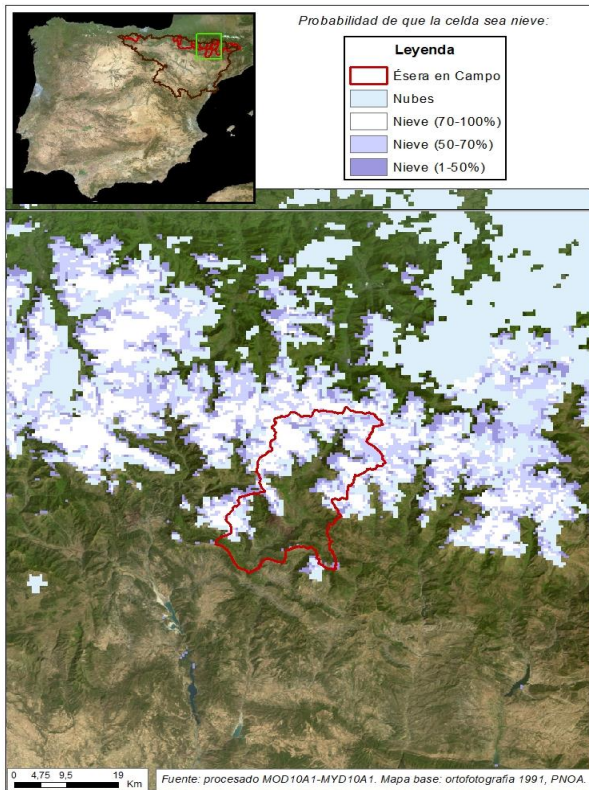 Probabilidad de que la celda sea nieve:
Leyenda
Ésera en Campo
Nubes
Nieve (70-100%)
Nieve (50-70%)
Nieve (1-50%)
0 4,75 9,5 19
Km
Fuente: procesado MOD10A1-MYD10A1. Mapa base: ortofotografia 1991, PNOA.